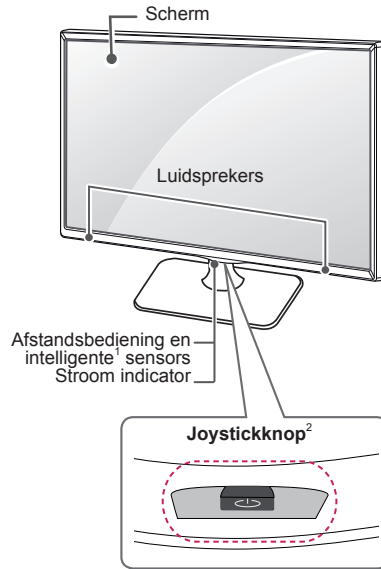 Scherm
Luidsprekers
Afstandsbediening en
intelligente¹ sensors
Stroom indicator
Joystickknop²